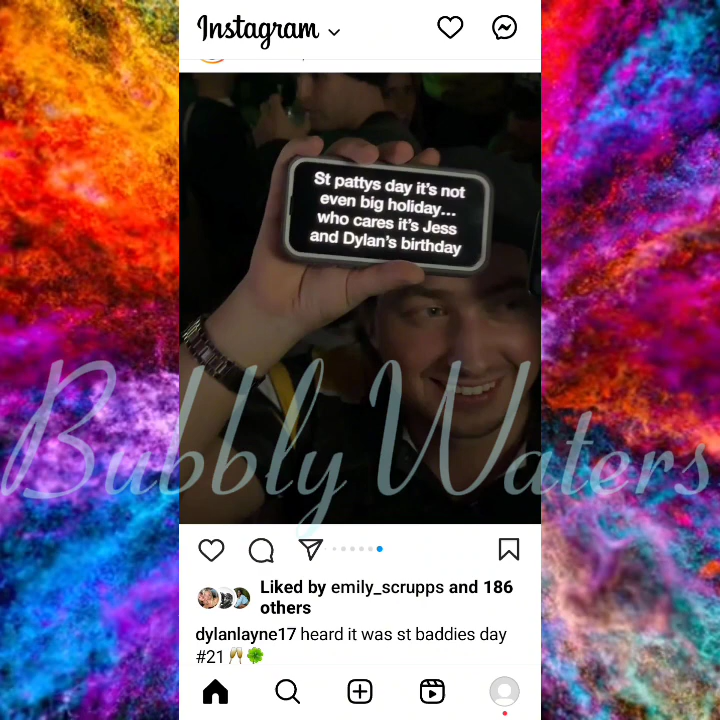 Instagram
St pattys day it's not
even big holiday...
who cares it's Jess
and Dylan's birthday
Bubbly Waters
Liked by emily_scrupps and 186
others
dylanlayne17 heard it was st baddies day
#21🥂🍀